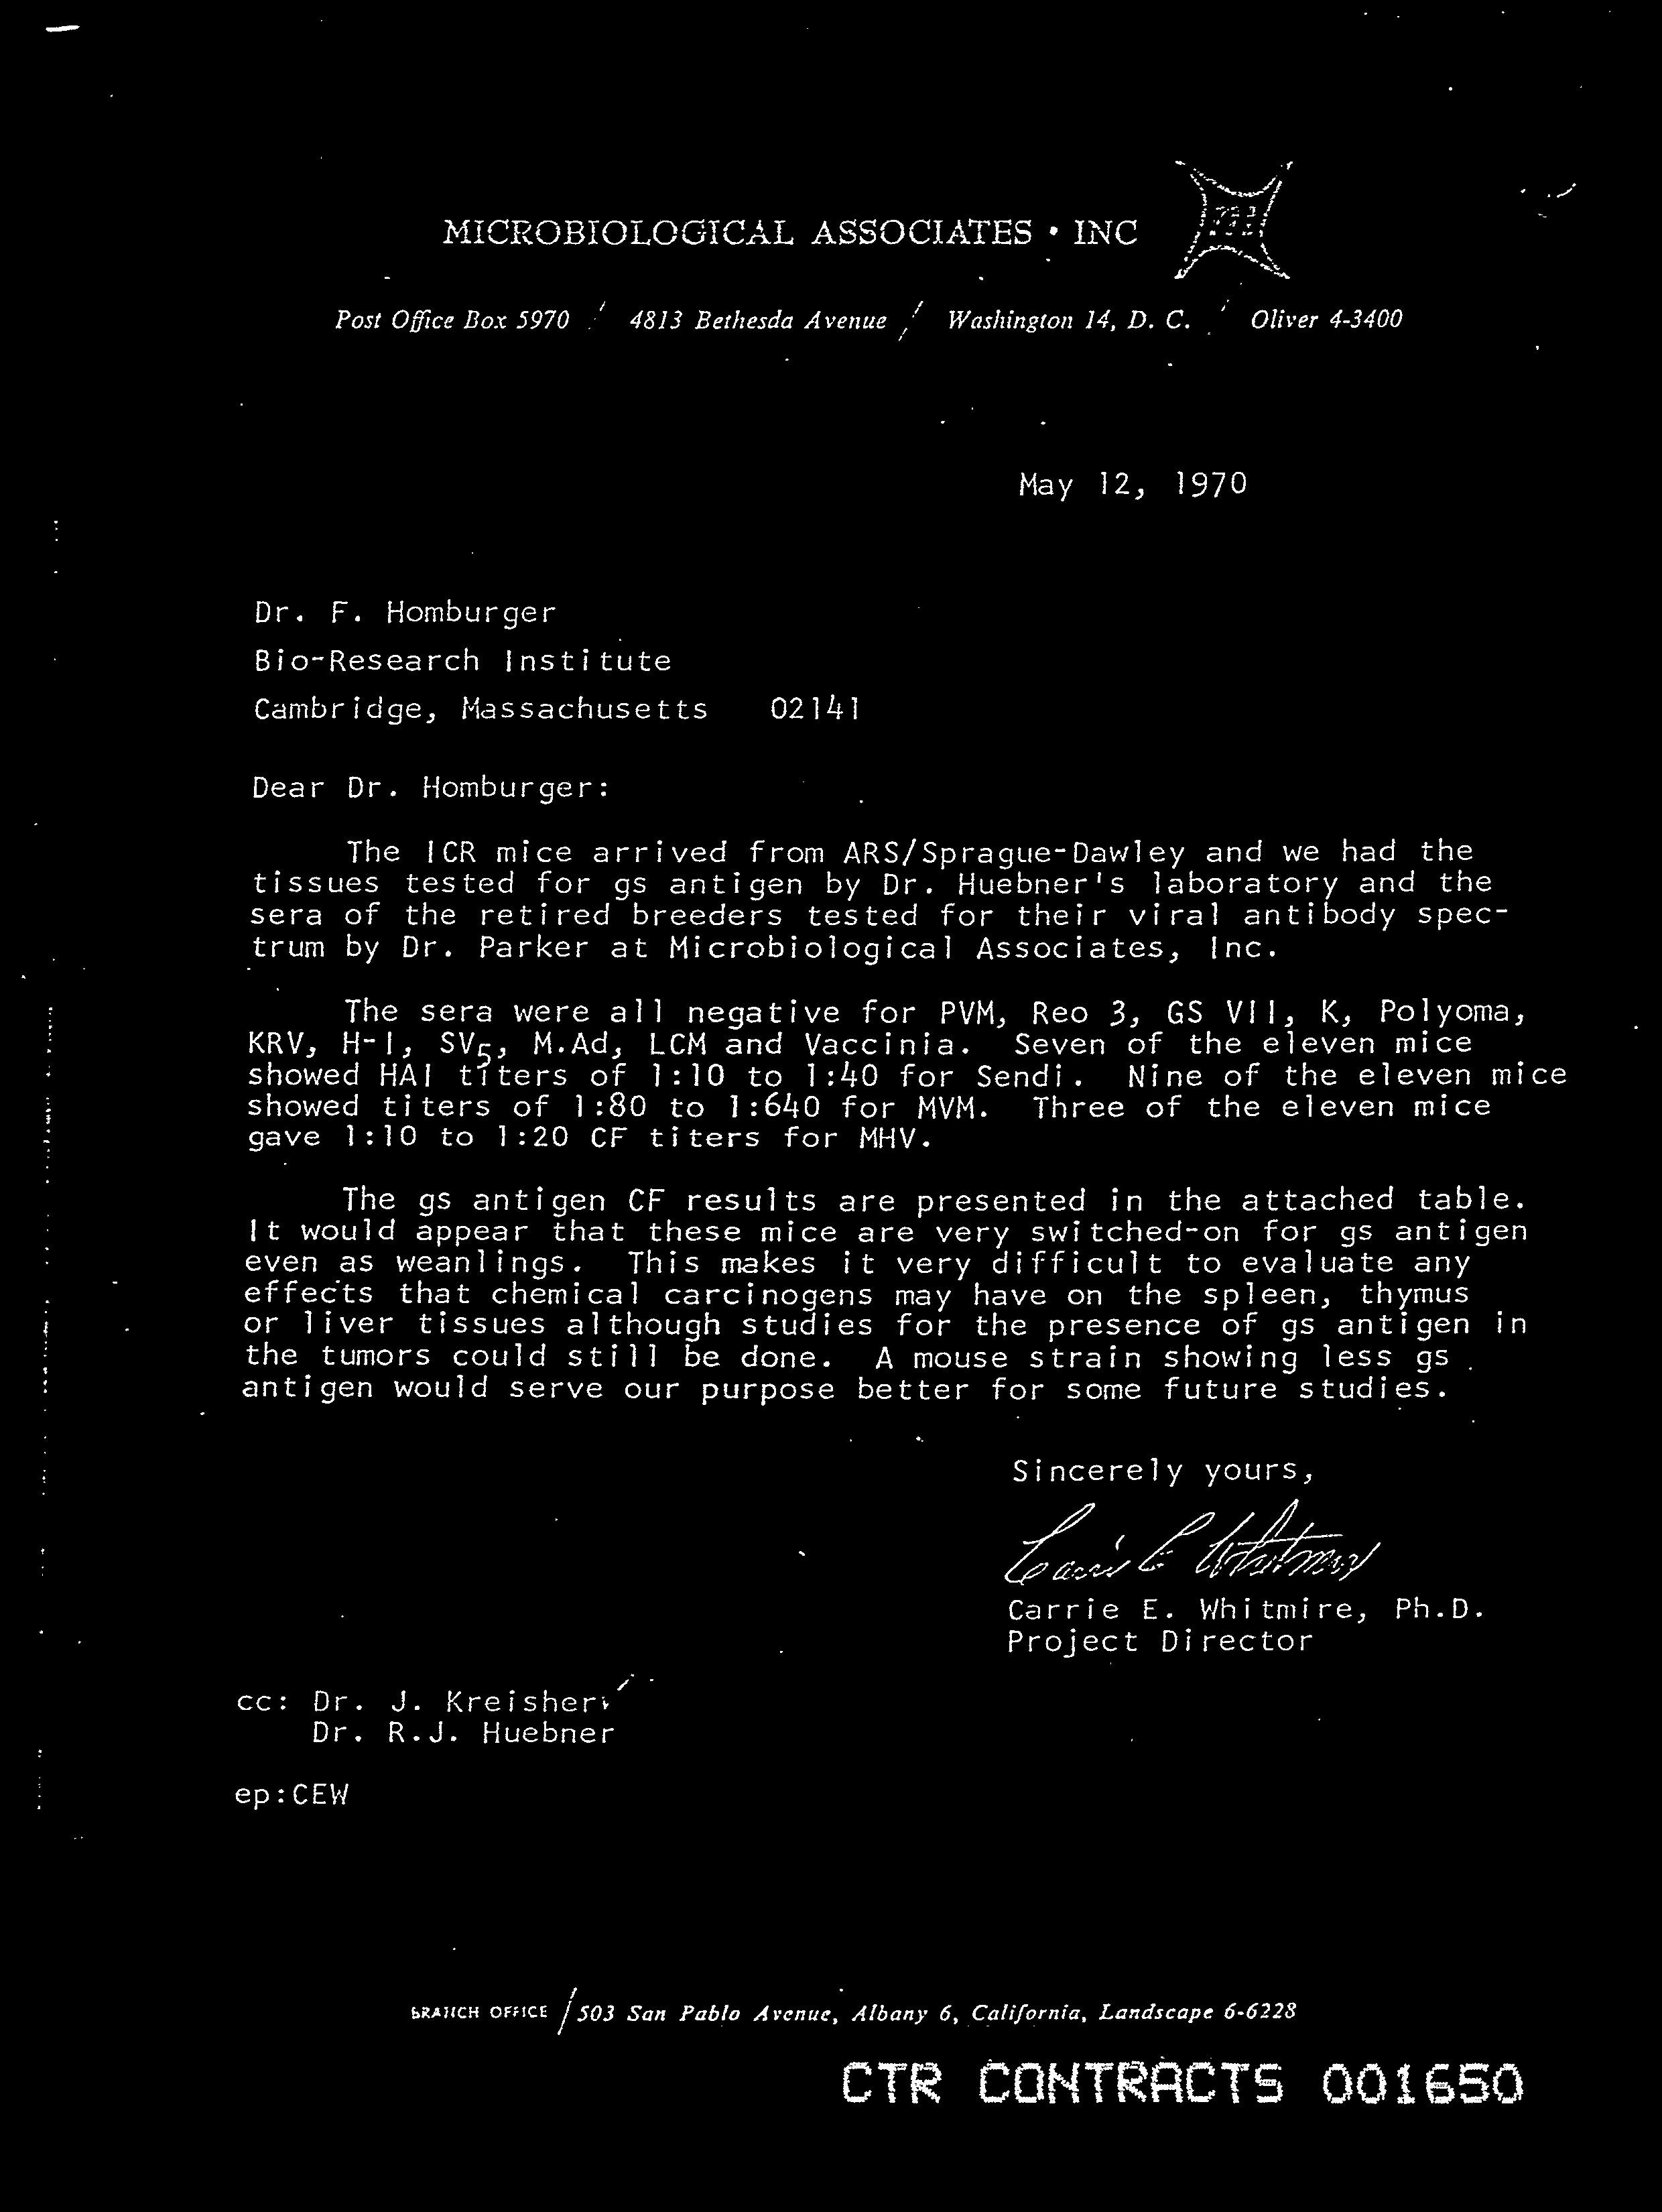 MICROBIOLOGICAL ASSOCIATES • INC
Post Office Box 5970 / 4813 Bethesda Avenue / Washington 14, D. C. / Oliver 4-3400
May 12, 1970
Dr. F. Homburger
Bio-Research Institute
Cambridge, Massachusetts 02141
Dear Dr. Homburger:
The ICR mice arrived from ARS/Sprague-Dawley and we had the
tissues tested for gs antigen by Dr. Huebner's laboratory and the
sera of the retired breeders tested for their viral antibody spec-
trum by Dr. Parker at Microbiological Associates, Inc.
The sera were all negative for PVM, Reo 3, GS VII, K, Polyoma,
KRV, H-1, SV5, M.Ad, LCM and Vaccinia. Seven of the eleven mice
showed HAI titers of 1:10 to 1:40 for Sendi. Nine of the eleven mice
showed titers of 1:80 to 1:640 for MVM. Three of the eleven mice
gave 1:10 to 1:20 CF titers for MHV.
The gs antigen CF results are presented in the attached table.
It would appear that these mice are very switched-on for gs antigen
even as weanlings. This makes it very difficult to evaluate any
effects that chemical carcinogens may have on the spleen, thymus
or liver tissues although studies for the presence of gs antigen in
the tumors could still be done. A mouse strain showing less gs
antigen would serve our purpose better for some future studies.
Sincerely yours,
Carrie E. Whitmire
Carrie E. Whitmire, Ph.D.
Project Director
cc: Dr. J. Kreisher
Dr. R.J. Huebner
ep:CEW
BRANCH OFFICE / 503 San Pablo Avenue, Albany 6, California, Landscape 6-6228
CTR CONTRACTS 001650